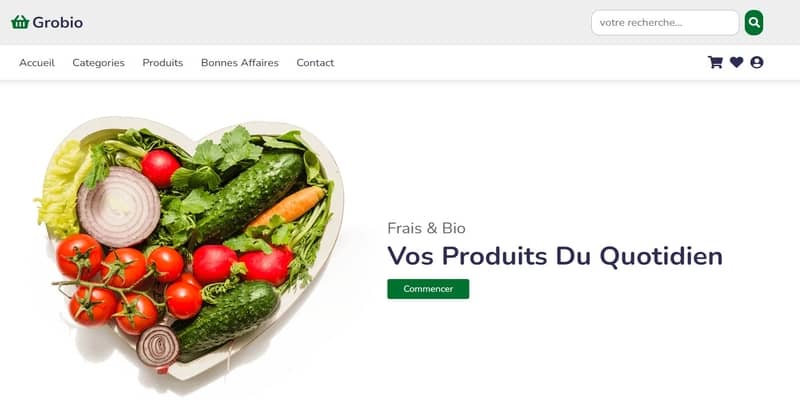 Grobio
votre recherche...
Accueil Categories Produits Bonnes Affaires Contact
Frais & Bio
Vos Produits Du Quotidien
Commencer